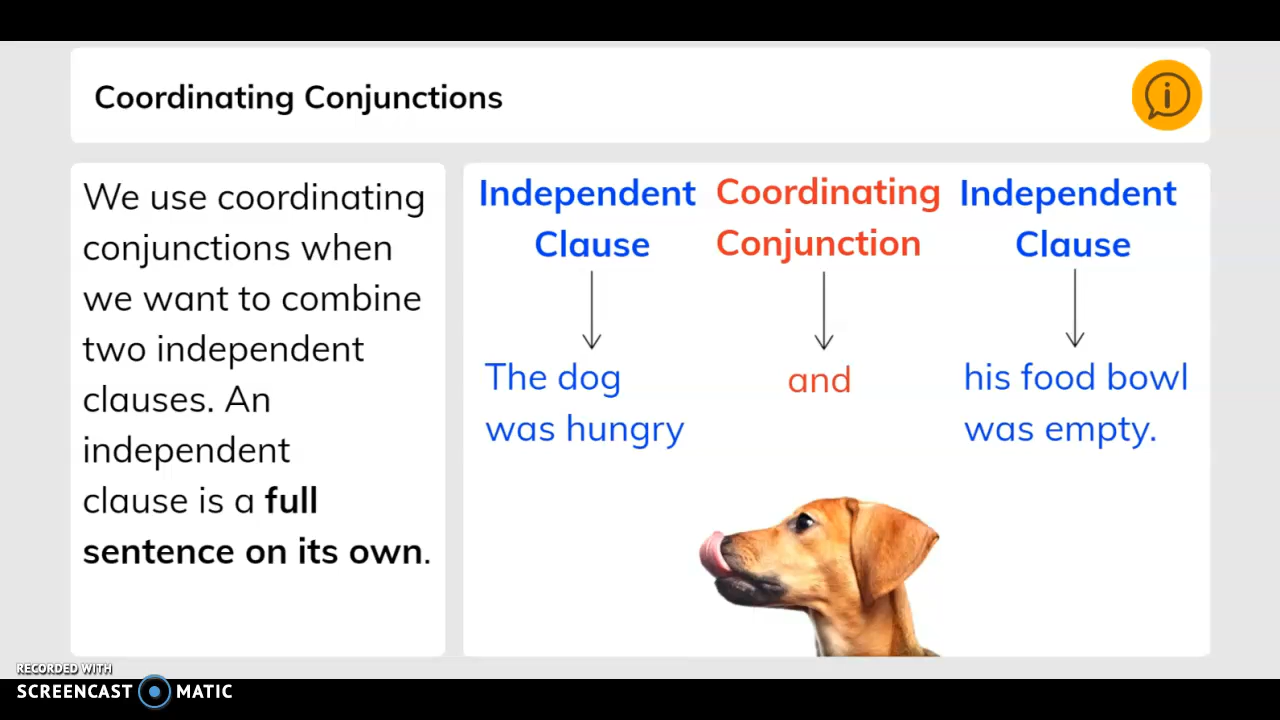 Coordinating Conjunctions
i
We use coordinating
conjunctions when
we want to combine
two independent
clauses. An
independent
clause is a full
sentence on its own.
Independent Coordinating Independent
Clause Conjunction Clause
The dog and his food bowl
was hungry was empty.
RECORDED WITH
SCREENCAST MATIC